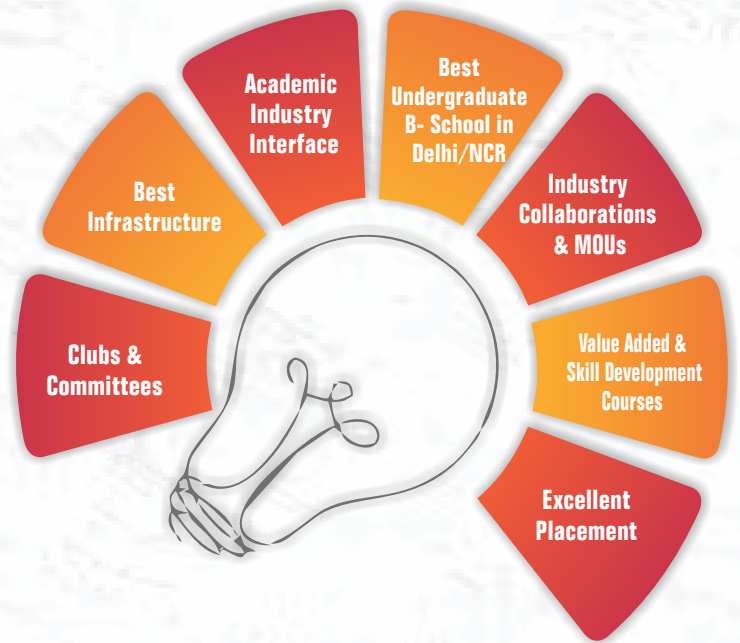 Clubs &
Committees
Best
Infrastructure
Academic
Industry
Interface
Best
Undergraduate
B- School in
Delhi/NCR
Industry
Collaborations
& MOUs
Value Added &
Skill Development
Courses
Excellent
Placement